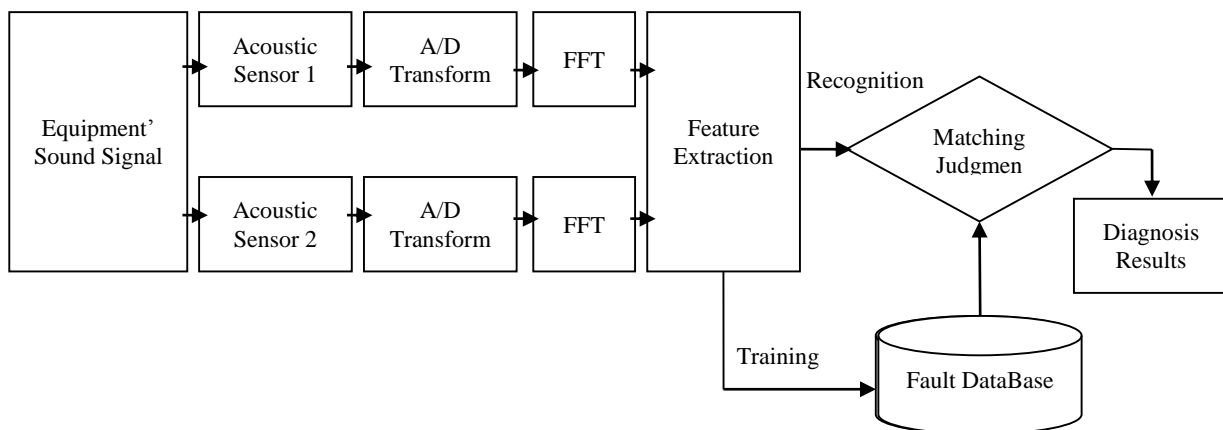 Equipment'
Sound Signal
Acoustic
Sensor 1
A/D
Transform
FFT
Acoustic
Sensor 2
A/D
Transform
FFT
Feature
Extraction
Recognition
Matching
Judgmen
Diagnosis
Results
Training
Fault DataBase